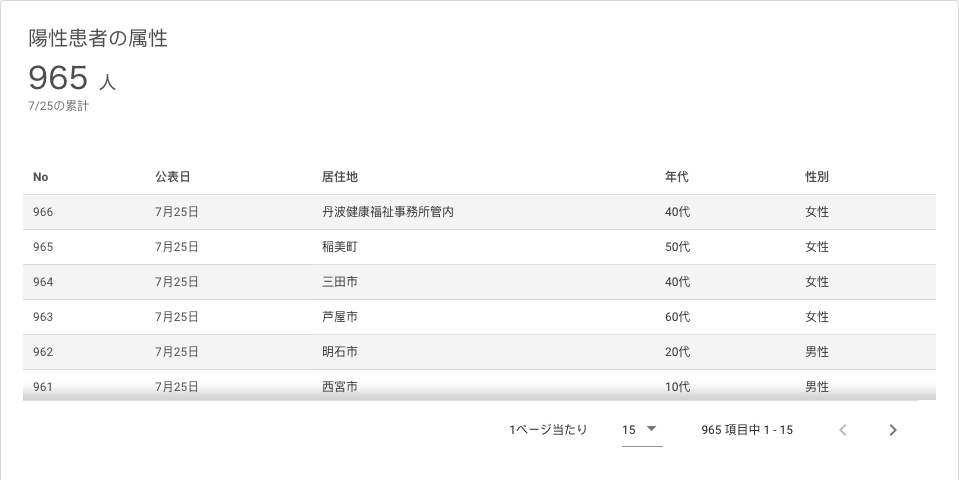 陽性患者の属性
965 人
7/25の累計
No 公表日 居住地 年代 性別
966 7月25日 丹波健康福祉事務所管内 40代 女性
965 7月25日 稲美町 50代 女性
964 7月25日 三田市 40代 女性
963 7月25日 芦屋市 60代 女性
962 7月25日 明石市 20代 男性
961 7月25日 西宮市 10代 男性
1ページ当たり 15 965 項目中 1 - 15